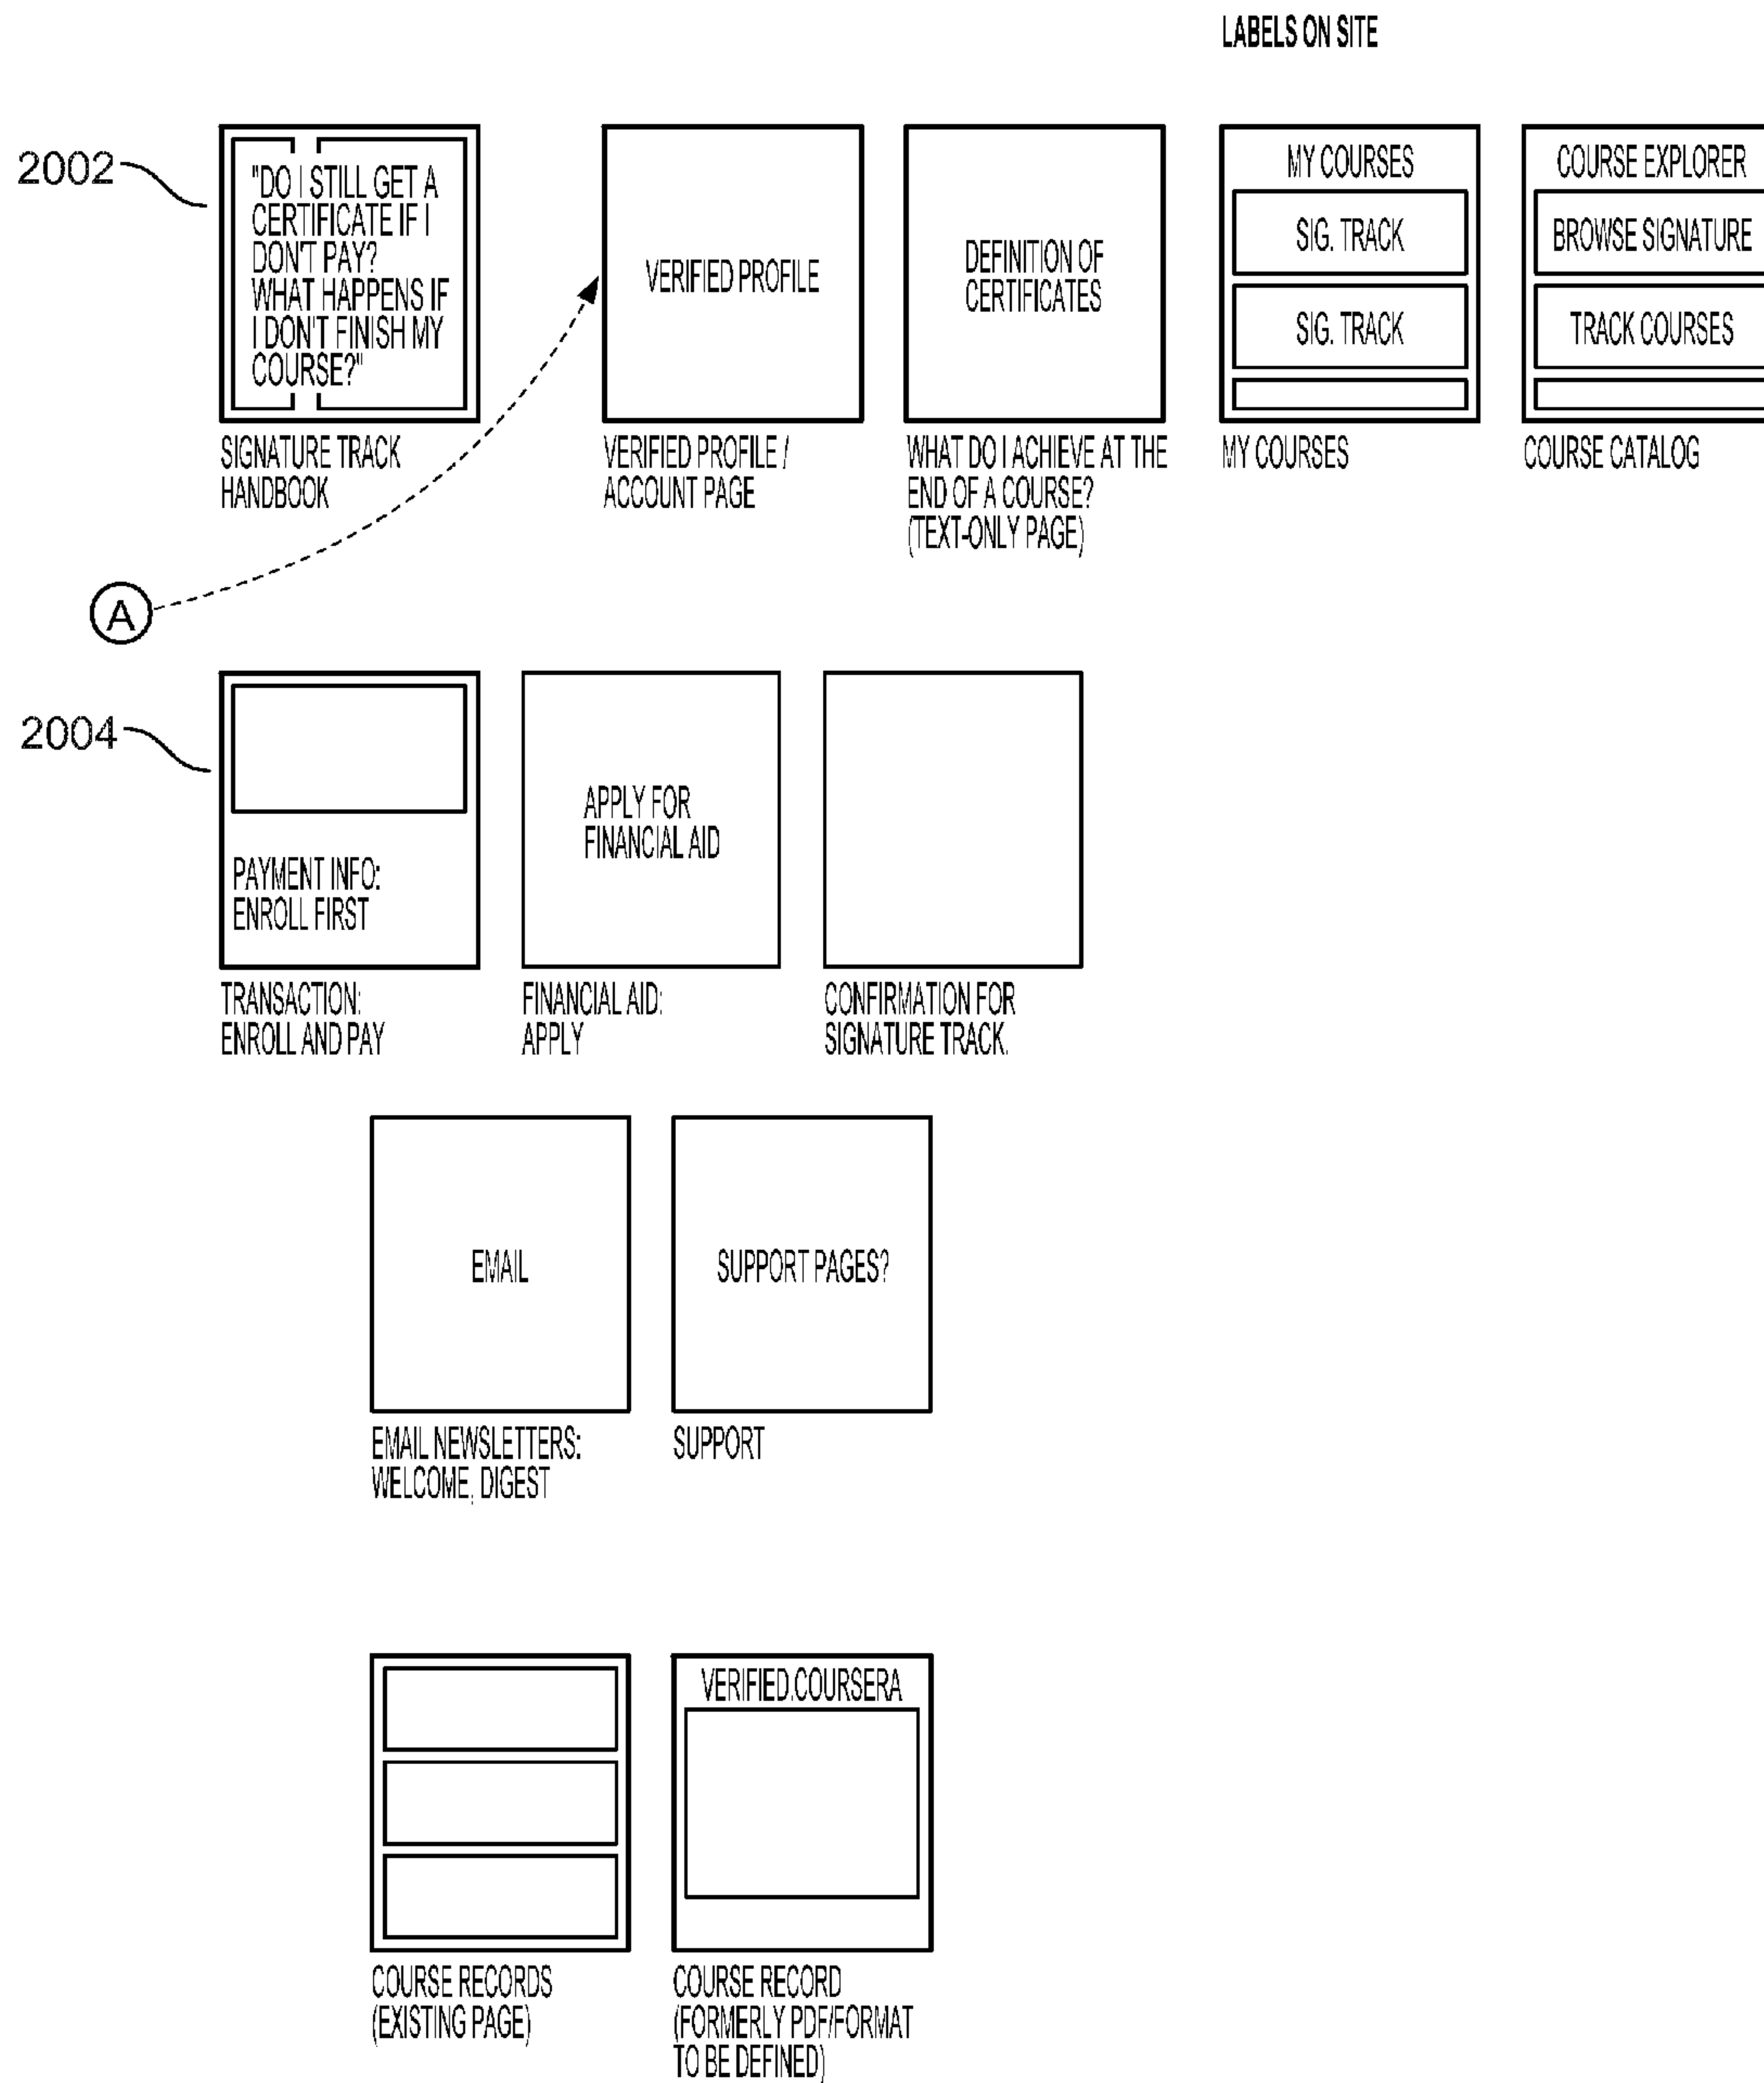 LABELS ON SITE
2002
"DO I STILL GET A
CERTIFICATE IF I
DON'T PAY?
WHAT HAPPENS IF
I DON'T FINISH MY
COURSE?"
SIGNATURE TRACK
HANDBOOK
VERIFIED PROFILE
VERIFIED PROFILE /
ACCOUNT PAGE
DEFINITION OF
CERTIFICATES
WHAT DO I ACHIEVE AT THE
END OF A COURSE?
(TEXT-ONLY PAGE)
MY COURSES
SIG. TRACK
SIG. TRACK
MY COURSES
COURSE EXPLORER
BROWSE SIGNATURE
TRACK COURSES
COURSE CATALOG
A
2004
PAYMENT INFO:
ENROLL FIRST
TRANSACTION:
ENROLL AND PAY
APPLY FOR
FINANCIAL AID
FINANCIAL AID:
APPLY
CONFIRMATION FOR
SIGNATURE TRACK.
EMAIL
EMAIL NEWSLETTERS:
WELCOME, DIGEST
SUPPORT PAGES?
SUPPORT
COURSE RECORDS
(EXISTING PAGE)
VERIFIED.COURSERA
COURSE RECORD
(FORMERLY PDF/FORMAT
TO BE DEFINED)